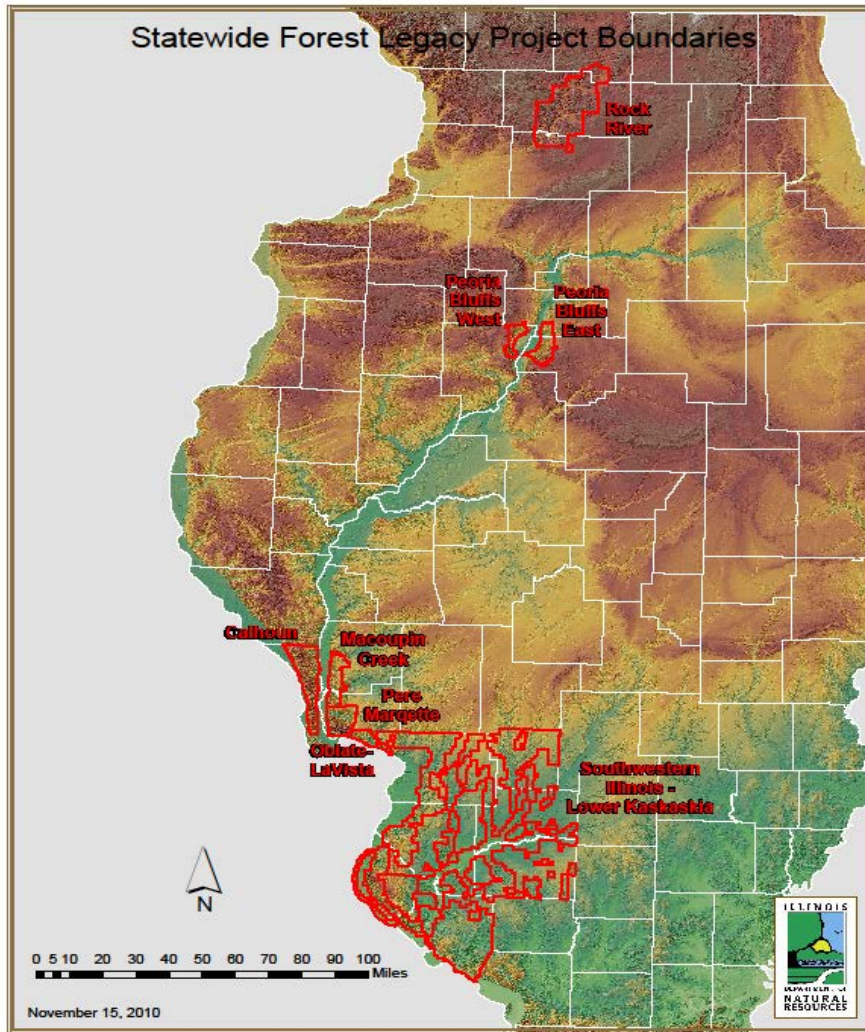 Statewide Forest Legacy Project Boundaries
Rock
River
Peoria
Bluffs
West
Peoria
Bluffs
East
Calhoun
Macoupin
Creek
Pere
Marqette
Oblate-
LaVista
Southwestern
Illinois -
Lower Kaskaskia
N
0 5 10 20 30 40 50 60 70 80 90 100
Miles
November 15, 2010
ILLINOIS
DEPARTMENT OF
NATURAL
RESOURCES